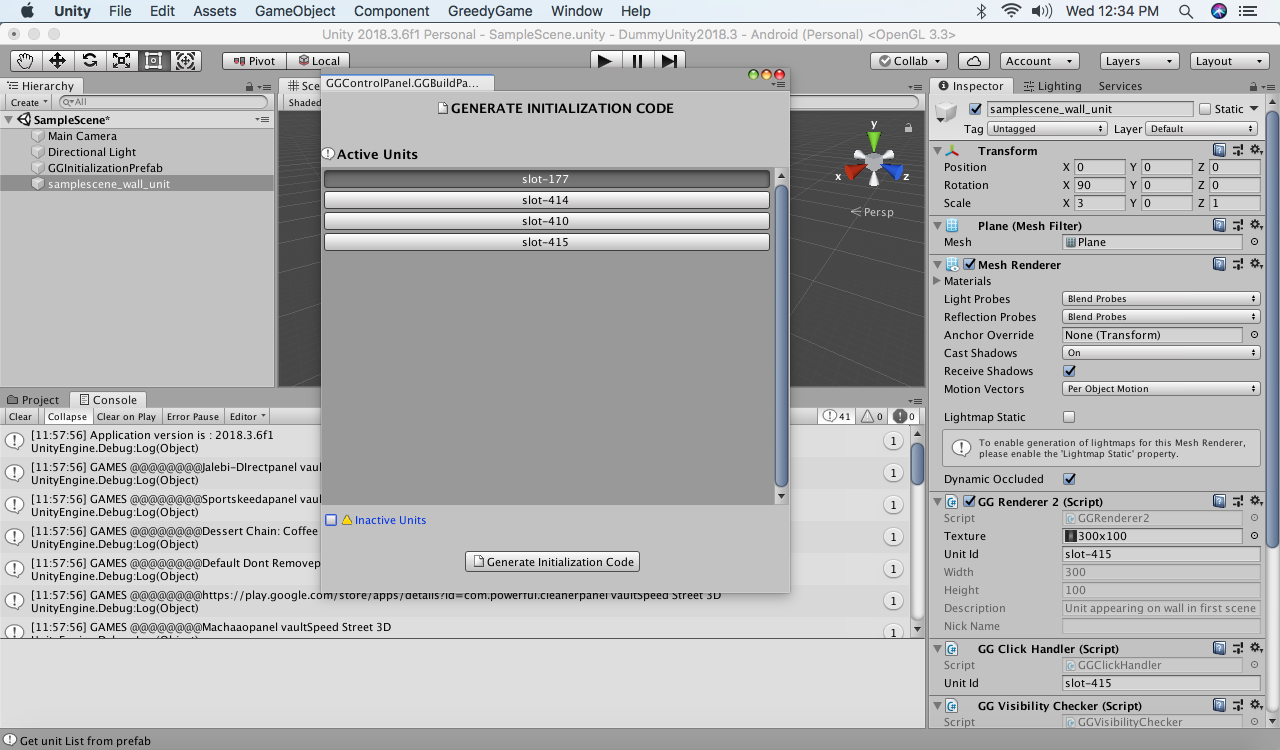 Unity File Edit Assets GameObject Component GreedyGame Window Help Wed 12:34 PM
Unity 2018.3.6f1 Personal - SampleScene.unity - DummyUnity2018.3 - Android (Personal) <OpenGL 3.3>
Pivot Local Collab Account Layers Layout
Hierarchy
Create All
SampleScene*
Main Camera
Directional Light
GGInitializationPrefab
samplescene_wall_unit
Shaded
y
x
z
Persp
GGControlPanel.GGBuildPa...
GENERATE INITIALIZATION CODE
Active Units
slot-177
slot-414
slot-410
slot-415
Inactive Units
Generate Initialization Code
Project Console
Clear Collapse Clear on Play Error Pause Editor 41 0 0
[11:57:56] Application version is : 2018.3.6f1
UnityEngine.Debug:Log(Object)
1
[11:57:56] GAMES @@@@@@@@Jalebi-DIrectpanel vaul
UnityEngine.Debug:Log(Object)
1
[11:57:56] GAMES @@@@@@@@Sportskeedapanel vau
UnityEngine.Debug:Log(Object)
1
[11:57:56] GAMES @@@@@@@@Dessert Chain: Coffee
UnityEngine.Debug:Log(Object)
1
[11:57:56] GAMES @@@@@@@@Default Dont Removep
UnityEngine.Debug:Log(Object)
1
[11:57:56] GAMES @@@@@@@@https://play.google.com/store/apps/details?id=com.powerful.cleanerpanel vaultSpeed Street 3D
UnityEngine.Debug:Log(Object)
1
[11:57:56] GAMES @@@@@@@@Machaaopanel vaultSpeed Street 3D
UnityEngine.Debug:Log(Object)
1
Get unit List from prefab
Inspector Lighting Services
samplescene_wall_unit Static
Tag Untagged Layer Default
Transform
Position X 0 Y 0 Z 0
Rotation X 90 Y 0 Z 0
Scale X 3 Y 0 Z 1
Plane (Mesh Filter)
Mesh Plane
Mesh Renderer
Materials
Light Probes Blend Probes
Reflection Probes Blend Probes
Anchor Override None (Transform)
Cast Shadows On
Receive Shadows
Motion Vectors Per Object Motion
Lightmap Static
To enable generation of lightmaps for this Mesh Renderer,
please enable the 'Lightmap Static' property.
Dynamic Occluded
GG Renderer 2 (Script)
Script GGRenderer2
Texture 300x100
Unit Id slot-415
Width 300
Height 100
Description Unit appearing on wall in first scene
Nick Name
GG Click Handler (Script)
Script GGClickHandler
Unit Id slot-415
GG Visibility Checker (Script)
Script GGVisibilityChecker